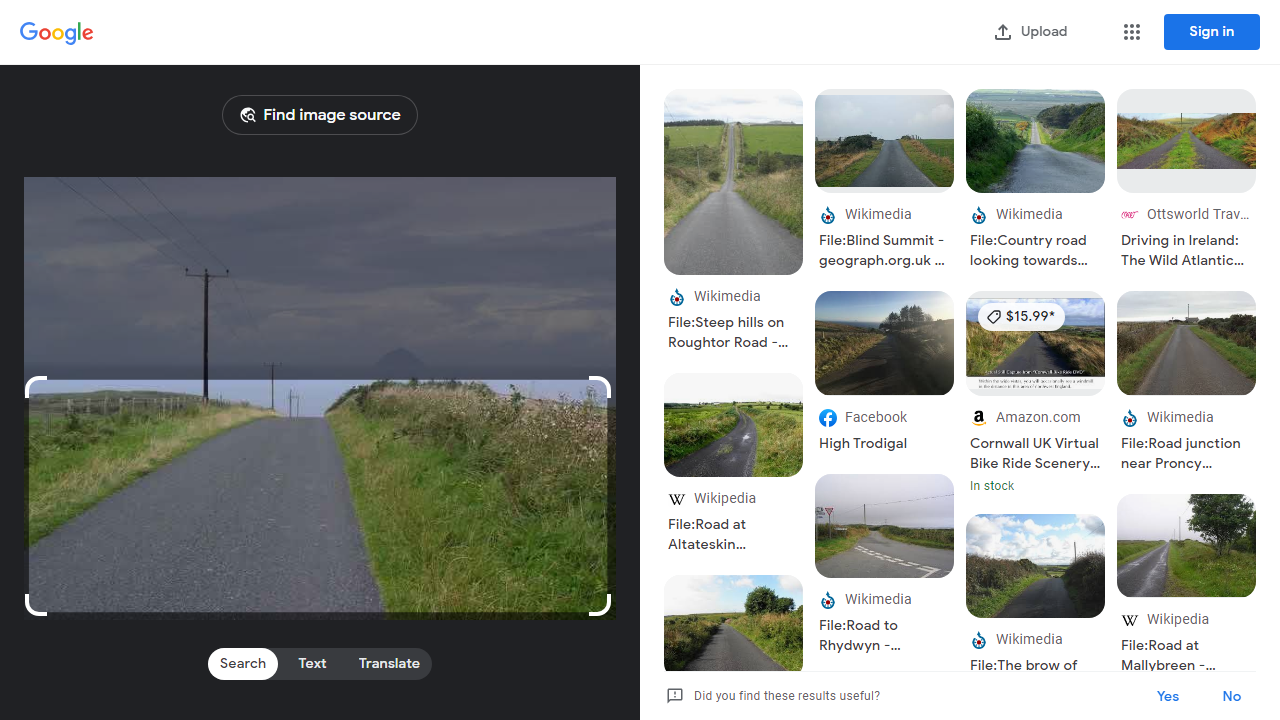 Google
Upload
Sign in
Find image source
Search
Text
Translate
Wikimedia
File:Steep hills on
Roughtor Road -...
Wikipedia
File:Road at
Altateskin...
Wikimedia
File:Blind Summit -
geograph.org.uk ...
Facebook
High Trodigal
Wikimedia
File:Road to
Rhydwyn -...
Wikimedia
File:Country road
looking towards...
$15.99*
a
Amazon.com
Cornwall UK Virtual
Bike Ride Scenery...
In stock
Wikimedia
File:The brow of
Ottsworld Trav...
Driving in Ireland:
The Wild Atlantic...
Wikimedia
File:Road junction
near Proncy...
W
Wikipedia
File:Road at
Mallybreen -...
Did you find these results useful?
Yes
No